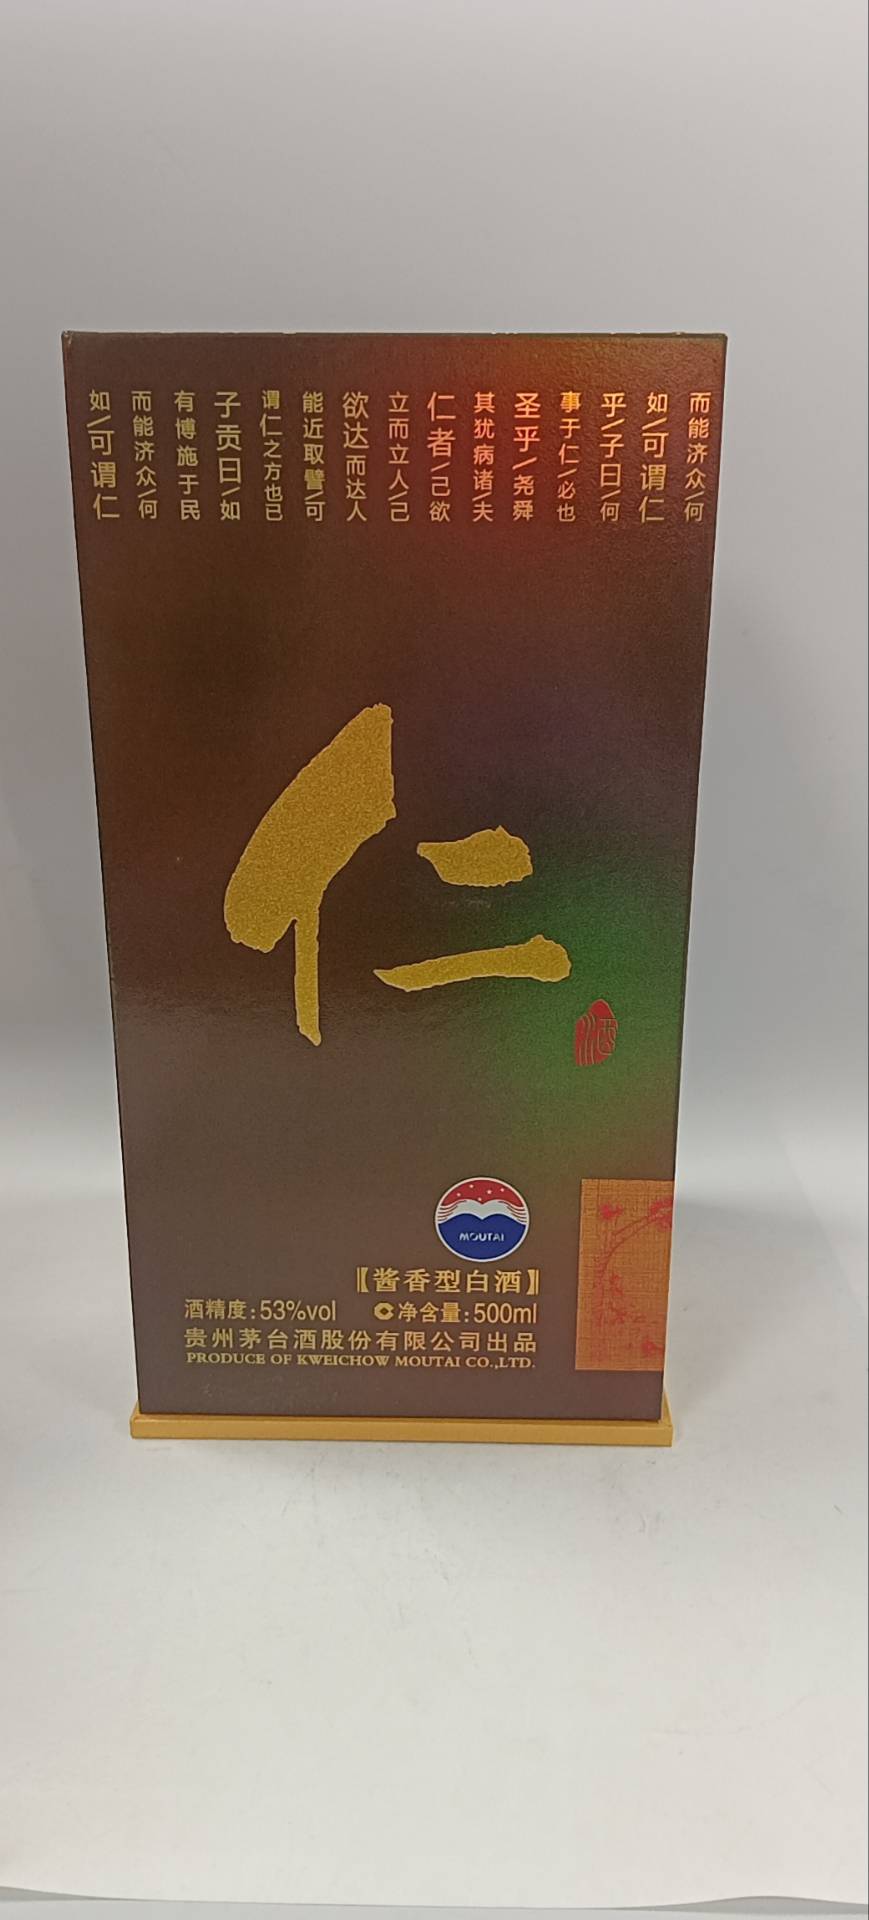 而能济众/何
如/可谓仁
乎/子曰/何
事于仁/必也
圣乎/尧舜
其犹病诸/夫
仁者/己欲
立而立人/己
欲达而达人
能近取譬/可
谓仁之方也已
子贡曰/如
有博施于民
而能济众/何
如/可谓仁
仁
酒
MOUTAI
【酱香型白酒】
酒精度:53%vol 净含量:500ml
贵州茅台酒股份有限公司出品
PRODUCE OF KWEICHOW MOUTAI CO.,LTD.